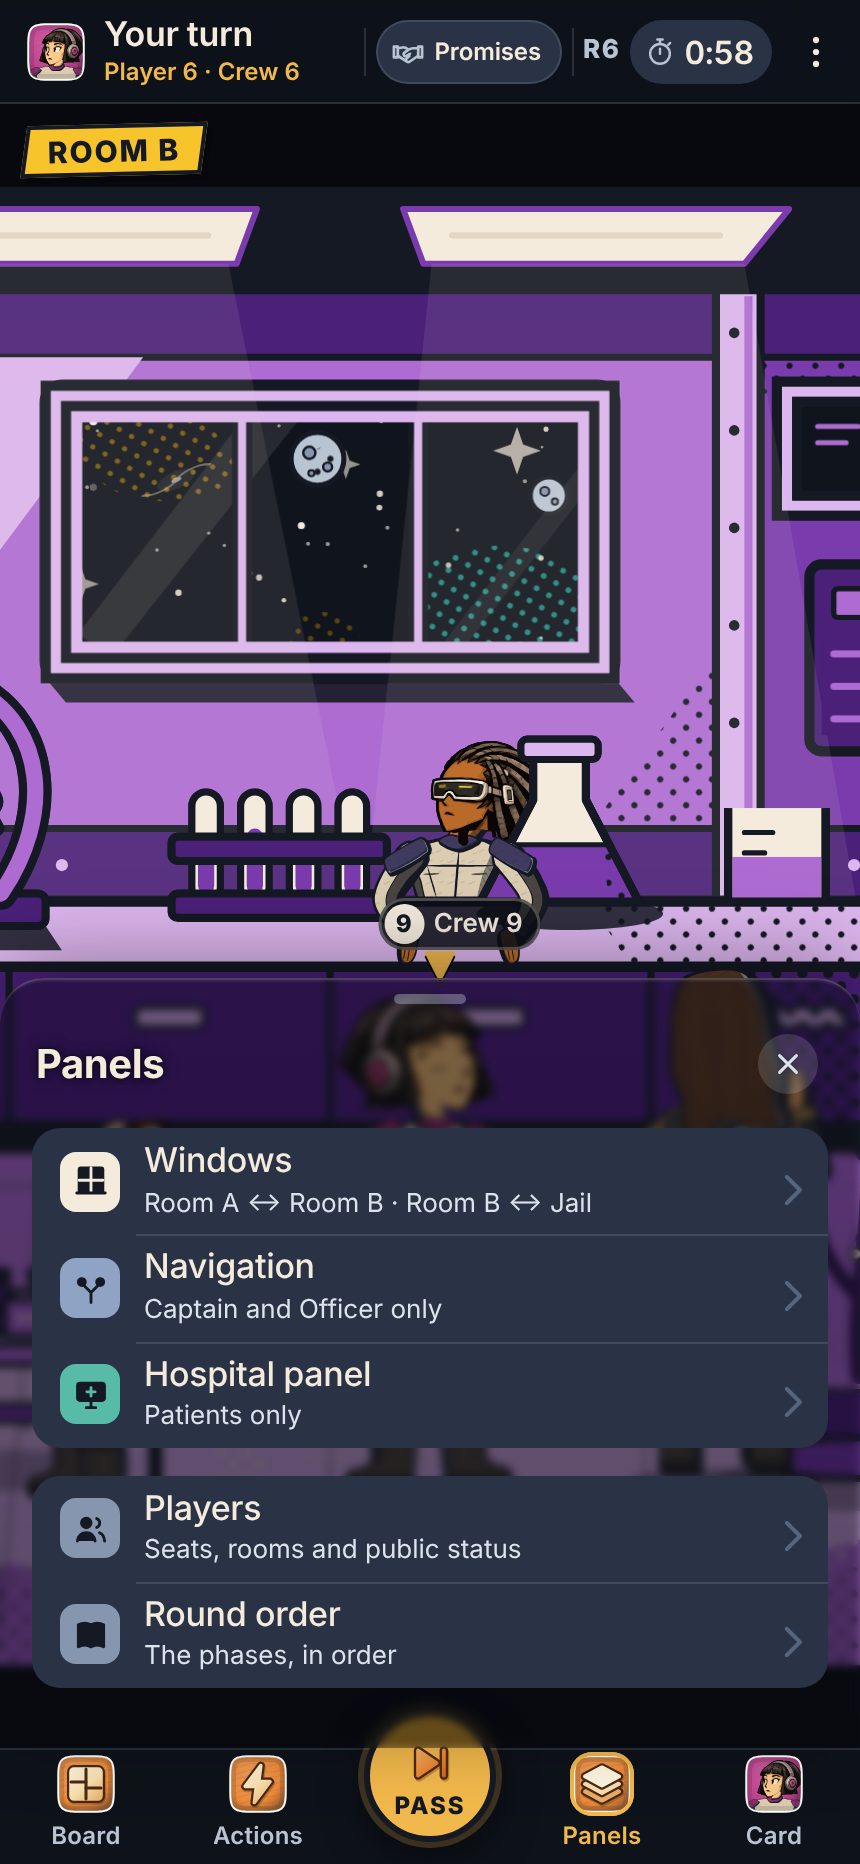 Your turn
Player 6 · Crew 6
Promises
R6
0:58
ROOM B
9 Crew 9
Panels
Windows
Room A ↔ Room B · Room B ↔ Jail
Navigation
Captain and Officer only
Hospital panel
Patients only
Players
Seats, rooms and public status
Round order
The phases, in order
PASS
Board
Actions
Panels
Card